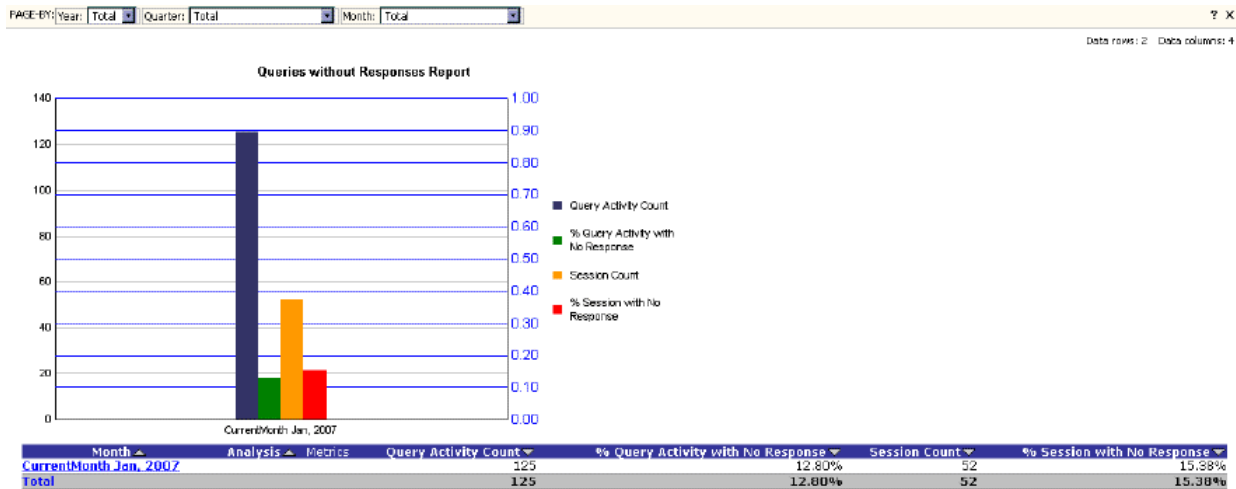 PAGE-BY: Year: Total Quarter: Total Month: Total ? X
Data rows: 2 Data columns: 4
Queries without Responses Report
140 1.00
0.90
120
0.80
100 0.70
0.60
80
0.50
60
0.40
40 0.30
0.20
20
0.10
0 0.00
CurrentMonth Jan, 2007
Query Activity Count
% Query Activity with
No Response
Session Count
% Session with No
Response
Month Analysis Metrics Query Activity Count % Query Activity with No Response Session Count % Session with No Response
CurrentMonth Jan, 2007 125 12.80% 52 15.38%
Total 125 12.80% 52 15.38%